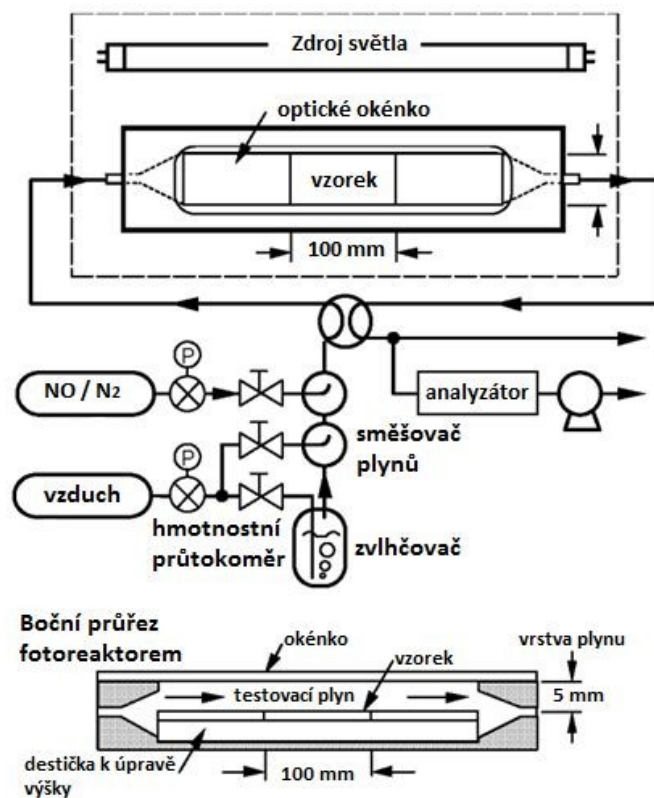 Zdroj světla
optické okénko
vzorek
100 mm
P
NO / N2
analyzátor
směšovač
plynů
P
vzduch
hmotnostní
průtokoměr
zvlhčovač
Boční průřez
fotoreaktorem
okénko
vrstva plynu
vzorek
testovací plyn
5 mm
destička k úpravě
výšky
100 mm